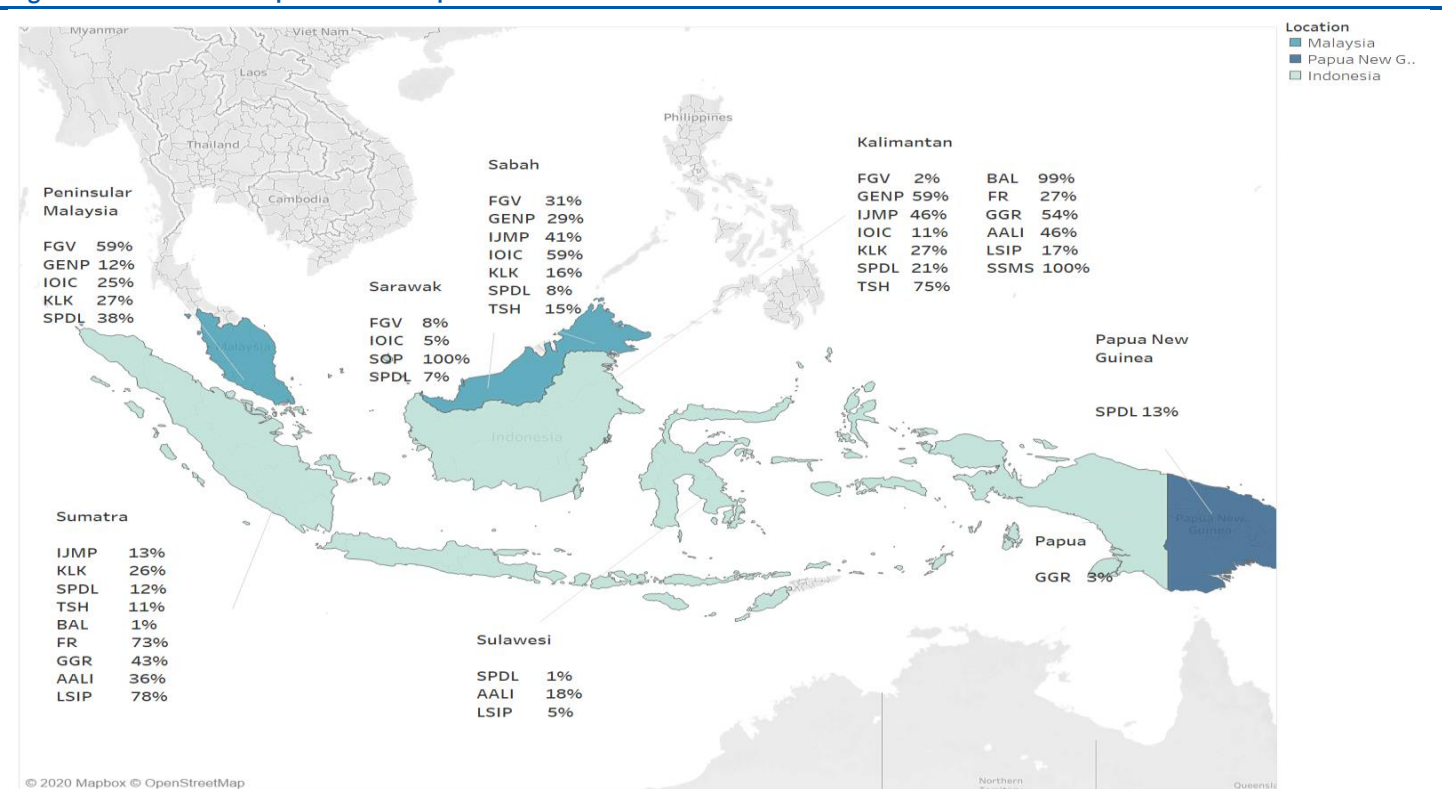 Location
Malaysia
Papua New G..
Indonesia
Myanmar
Viet Nam
Laos
Thailand
Cambodia
Philippines
Peninsular
Malaysia
FGV 59%
GENP 12%
IOIC 25%
KLK 27%
SPDL 38%
Sarawak
FGV 8%
IOIC 5%
SOP 100%
SPDL 7%
Sabah
FGV 31%
GENP 29%
IJMP 41%
IOIC 59%
KLK 16%
SPDL 8%
TSH 15%
Kalimantan
FGV 2% BAL 99%
GENP 59% FR 27%
IJMP 46% GGR 54%
IOIC 11% AALI 46%
KLK 27% LSIP 17%
SPDL 21% SSMS 100%
TSH 75%
Papua New
Guinea
SPDL 13%
Malaysia
Indonesia
Papua New
Guinea
Sumatra
IJMP 13%
KLK 26%
SPDL 12%
TSH 11%
BAL 1%
FR 73%
GGR 43%
AALI 36%
LSIP 78%
Sulawesi
SPDL 1%
AALI 18%
LSIP 5%
Papua
GGR 3%
Northern
© 2020 Mapbox © OpenStreetMap